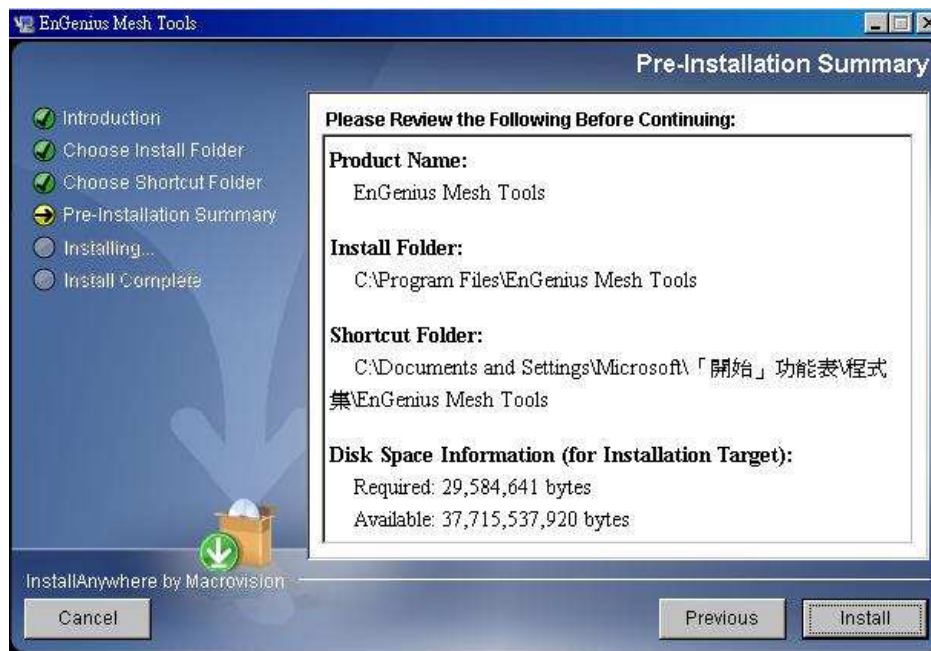 EnGenius Mesh Tools
Pre-Installation Summary
Introduction
Choose Install Folder
Choose Shortcut Folder
Pre-Installation Summary
Installing...
Install Complete
Please Review the Following Before Continuing:
Product Name:
EnGenius Mesh Tools
Install Folder:
C:\Program Files\EnGenius Mesh Tools
Shortcut Folder:
C:\Documents and Settings\Microsoft\「開始」功能表\程式
集\EnGenius Mesh Tools
Disk Space Information (for Installation Target):
Required: 29,584,641 bytes
Available: 37,715,537,920 bytes
InstallAnywhere by Macrovision
Cancel
Previous
Install